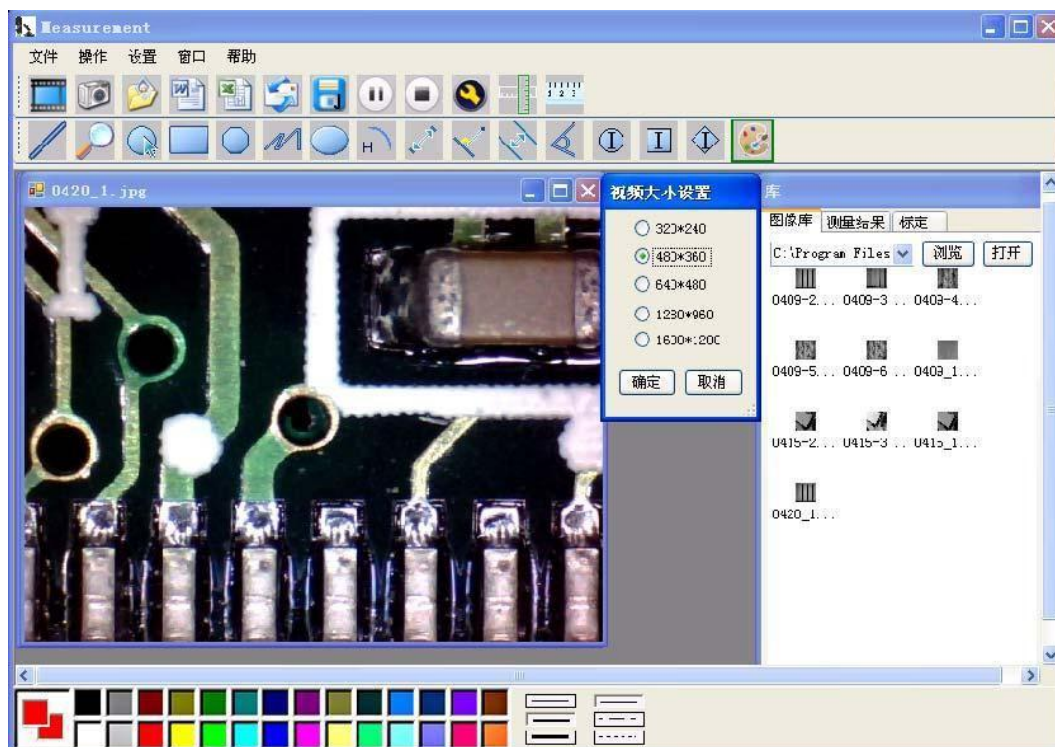 Measurement
文件 操作 设置 窗口 帮助
0420_1.jpg
视频大小设置
库
320*240
480*360
640*480
1280*960
1600*1200
确定 取消
图像库 测量结果 标定
C:\Program Files 浏览 打开
0409-2... 0409-3 ... 0409-4...
0409-5... 0409-6 ... 0409_1...
0415-2... 0415-3 ... 0415_1...
0420_1...
H